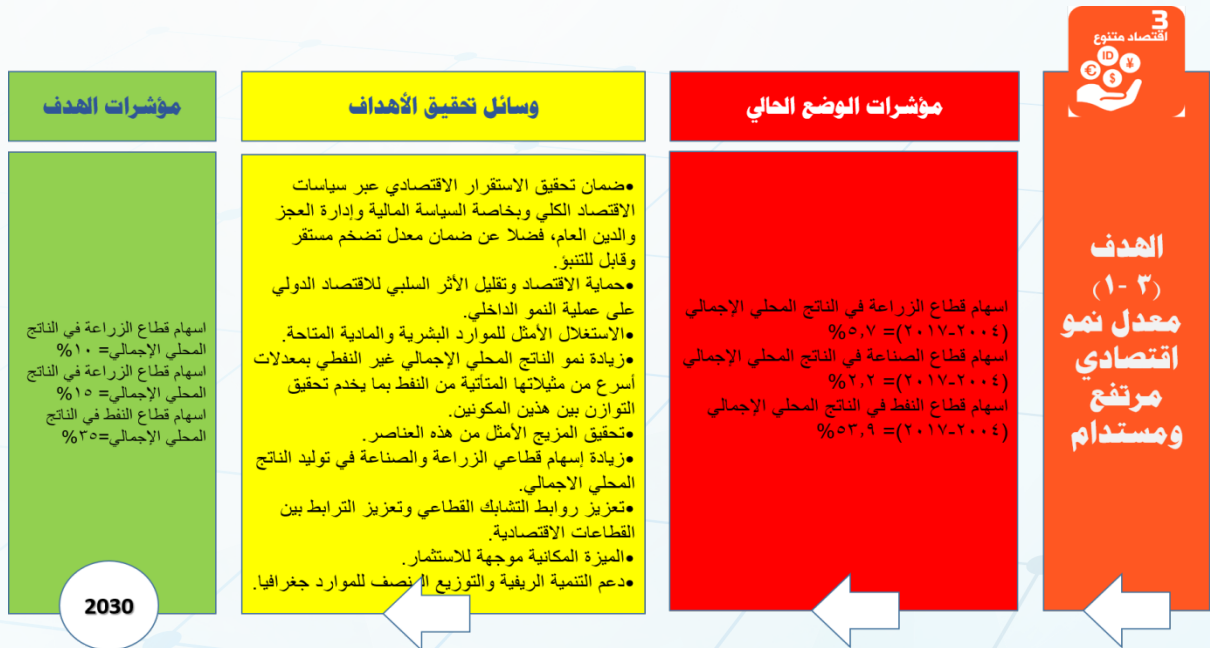 3
اقتصاد متنوع
ID
¥
€
$
الهدف
(٣ -١)
معدل نمو
اقتصادي
مرتفع
ومستدام
مؤشرات الوضع الحالي
اسهام قطاع الزراعة في الناتج المحلي الإجمالي
(٢٠٠٤-٢٠١٧)= ٥,٧%
اسهام قطاع الصناعة في الناتج المحلي الإجمالي
(٢٠٠٤-٢٠١٧)= ٢,٢%
اسهام قطاع النفط في الناتج المحلي الإجمالي
(٢٠٠٤-٢٠١٧)= ٥٣,٩%
وسائل تحقيق الأهداف
•ضمان تحقيق الاستقرار الاقتصادي عبر سياسات
الاقتصاد الكلي وبخاصة السياسة المالية وإدارة العجز
والدين العام، فضلا عن ضمان معدل تضخم مستقر
وقابل للتنبؤ.
•حماية الاقتصاد وتقليل الأثر السلبي للاقتصاد الدولي
على عملية النمو الداخلي.
•الاستغلال الأمثل للموارد البشرية والمادية المتاحة.
•زيادة نمو الناتج المحلي الإجمالي غير النفطي بمعدلات
أسرع من مثيلاتها المتأتية من النفط بما يخدم تحقيق
التوازن بين هذين المكونين.
•تحقيق المزيج الأمثل من هذه العناصر.
•زيادة إسهام قطاعي الزراعة والصناعة في توليد الناتج
المحلي الاجمالي.
•تعزيز روابط التشابك القطاعي وتعزيز الترابط بين
القطاعات الاقتصادية.
•الميزة المكانية موجهة للاستثمار.
•دعم التنمية الريفية والتوزيع المنصف للموارد جغرافيا.
مؤشرات الهدف
اسهام قطاع الزراعة في الناتج
المحلي الإجمالي= ١٠%
اسهام قطاع الزراعة في الناتج
المحلي الإجمالي= ١٥%
اسهام قطاع النفط في الناتج
المحلي الإجمالي=٣٥%
2030